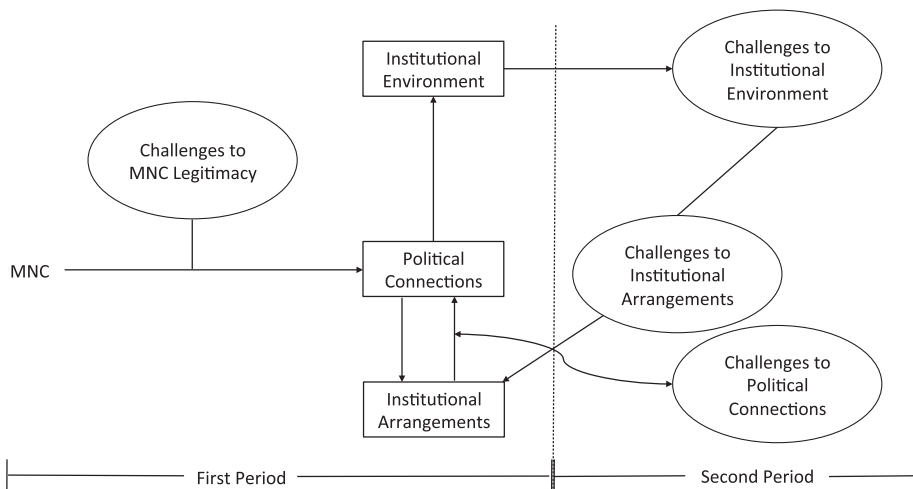 Institutional
Environment
Challenges to
Institutional
Environment
Challenges to
MNC Legitimacy
MNC
Political
Connections
Challenges to
Institutional
Arrangements
Institutional
Arrangements
Challenges to
Political
Connections
First Period
Second Period